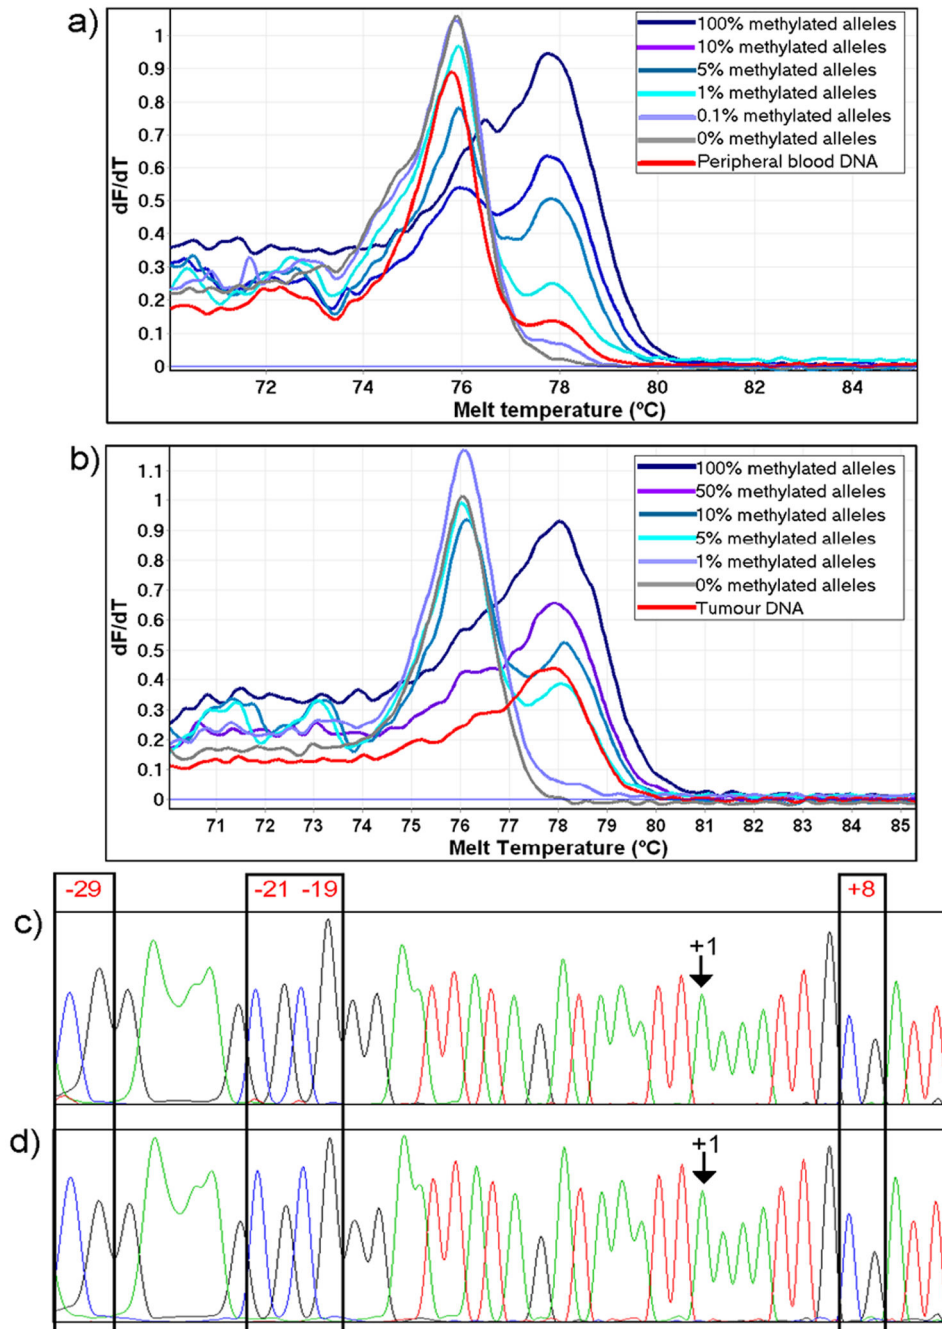 a)
dF/dT
1
0.9
0.8
0.7
0.6
0.5
0.4
0.3
0.2
0.1
0
100% methylated alleles
10% methylated alleles
5% methylated alleles
1% methylated alleles
0.1% methylated alleles
0% methylated alleles
Peripheral blood DNA
72 74 76 78 80 82 84
Melt temperature (ºC)
b)
dF/dT
1.1
1
0.9
0.8
0.7
0.6
0.5
0.4
0.3
0.2
0.1
0
100% methylated alleles
50% methylated alleles
10% methylated alleles
5% methylated alleles
1% methylated alleles
0% methylated alleles
Tumour DNA
71 72 73 74 75 76 77 78 79 80 81 82 83 84 85
Melt Temperature (ºC)
-29 -21 -19 +8
c)
+1
d)
+1